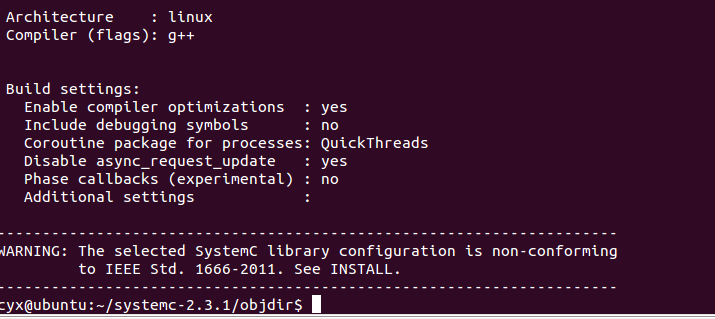 Architecture    : linux
Compiler (flags): g++
Build settings:
Enable compiler optimizations  : yes
Include debugging symbols      : no
Coroutine package for processes: QuickThreads
Disable async_request_update   : yes
Phase callbacks (experimental) : no
Additional settings            :
----------------------------------------------------------------------
WARNING: The selected SystemC library configuration is non-conforming
to IEEE Std. 1666-2011. See INSTALL.
----------------------------------------------------------------------
cyx@ubuntu:~/systemc-2.3.1/objdir$